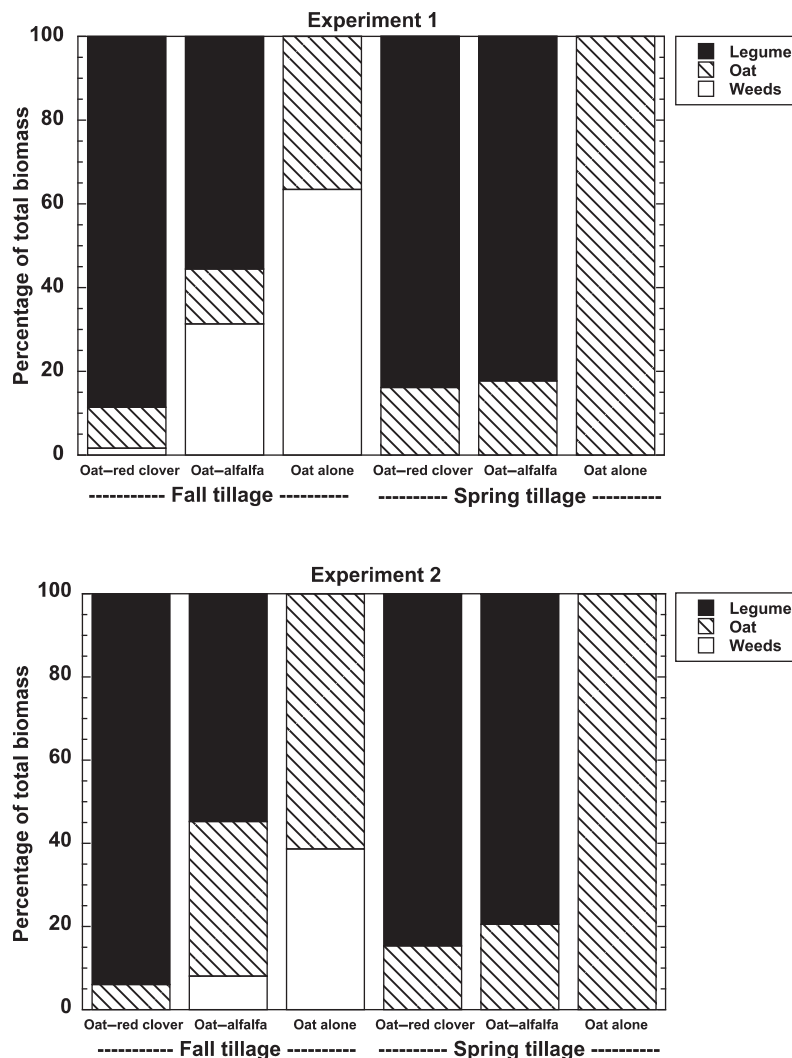 Experiment 1
Percentage of total biomass
100
80
60
40
20
0
Legume
Oat
Weeds
Oat–red clover Oat–alfalfa Oat alone Oat–red clover Oat–alfalfa Oat alone
----------- Fall tillage ---------- ---------- Spring tillage ----------
Experiment 2
Percentage of total biomass
100
80
60
40
20
0
Legume
Oat
Weeds
Oat–red clover Oat–alfalfa Oat alone Oat–red clover Oat–alfalfa Oat alone
----------- Fall tillage ---------- ---------- Spring tillage ----------